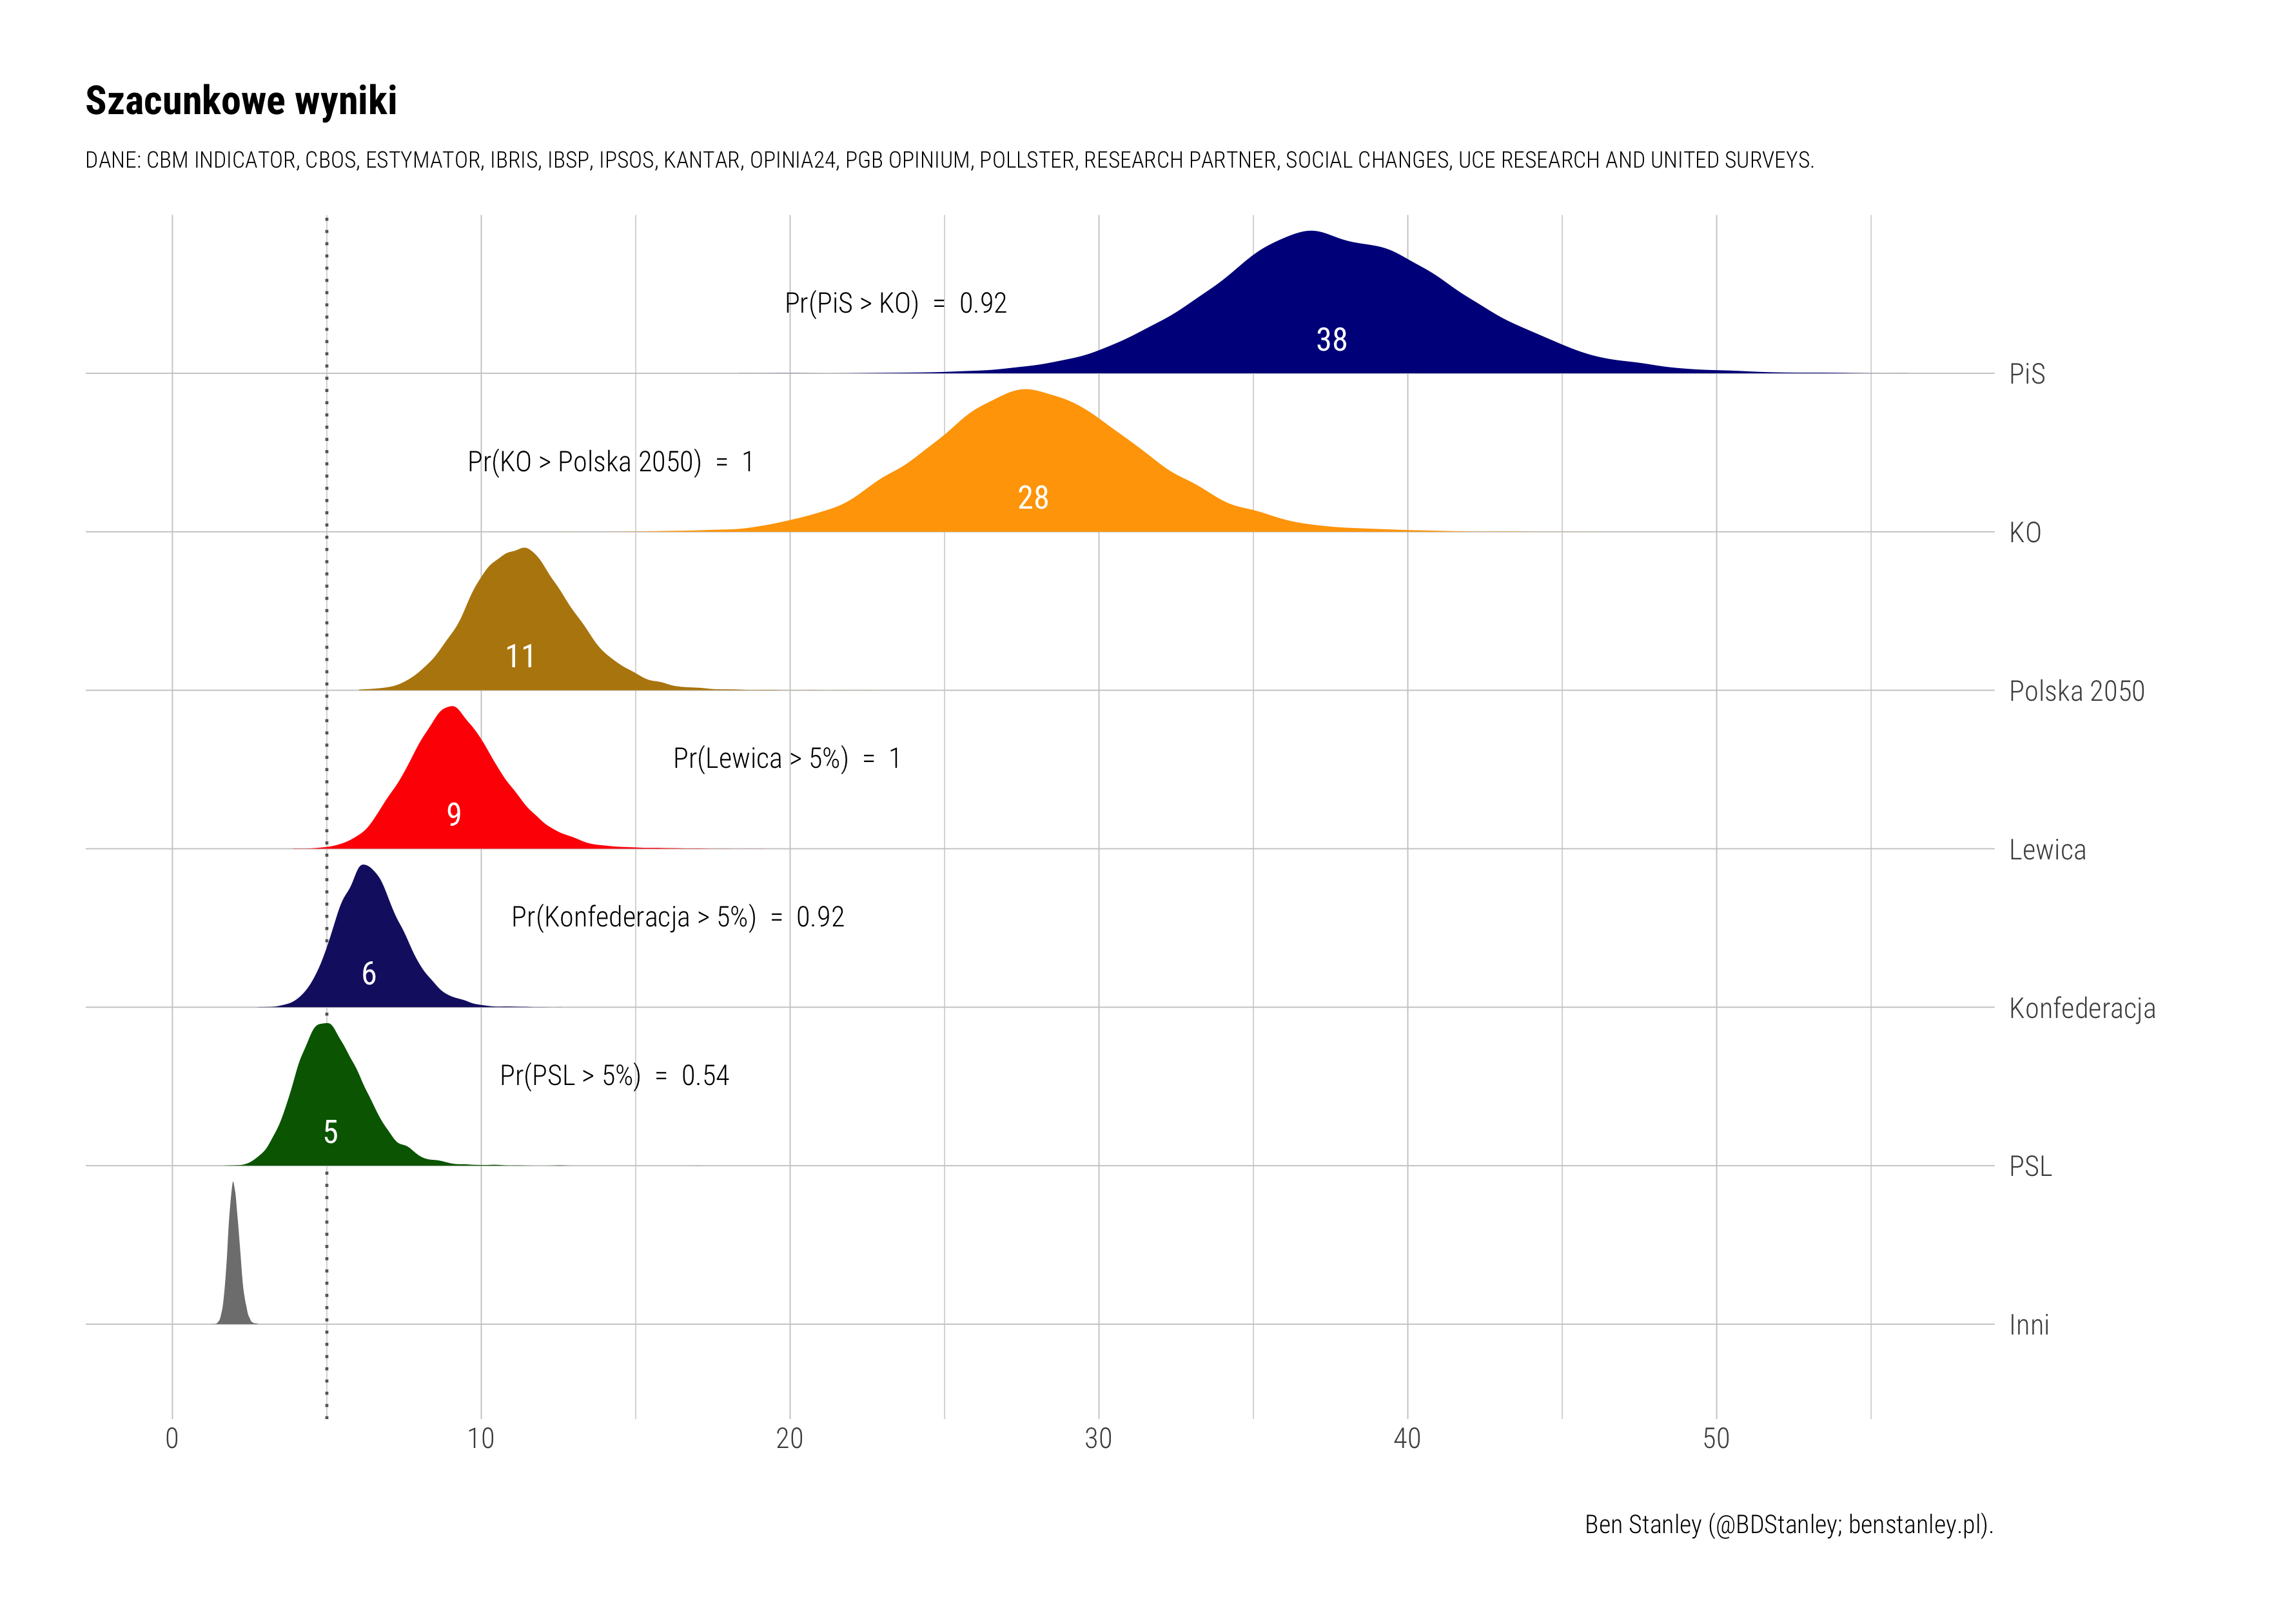 Szacunkowe wyniki
DANE: CBM INDICATOR, CBOS, ESTYMATOR, IBRIS, IBSP, IPSOS, KANTAR, OPINIA24, PGB OPINIUM, POLLSTER, RESEARCH PARTNER, SOCIAL CHANGES, UCE RESEARCH AND UNITED SURVEYS.
Pr(PiS > KO) = 0.92
38
PiS
Pr(KO > Polska 2050) = 1
28
KO
11
Polska 2050
Pr(Lewica > 5%) = 1
9
Lewica
Pr(Konfederacja > 5%) = 0.92
6
Konfederacja
Pr(PSL > 5%) = 0.54
5
PSL
Inni
0 10 20 30 40 50
Ben Stanley (@BDStanley; benstanley.pl).